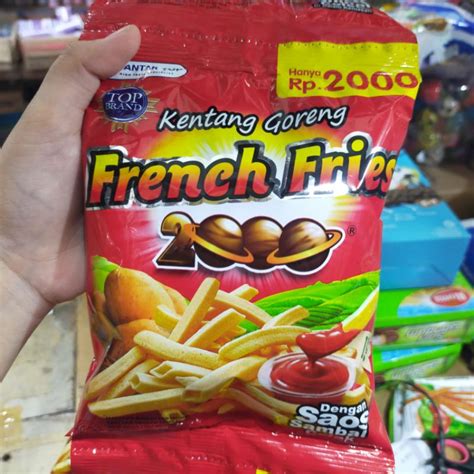 TOP
BRAND
Hanya
Rp.2000
Kentang Goreng
French Fries
2000®
Dengan
Saos
Sambal